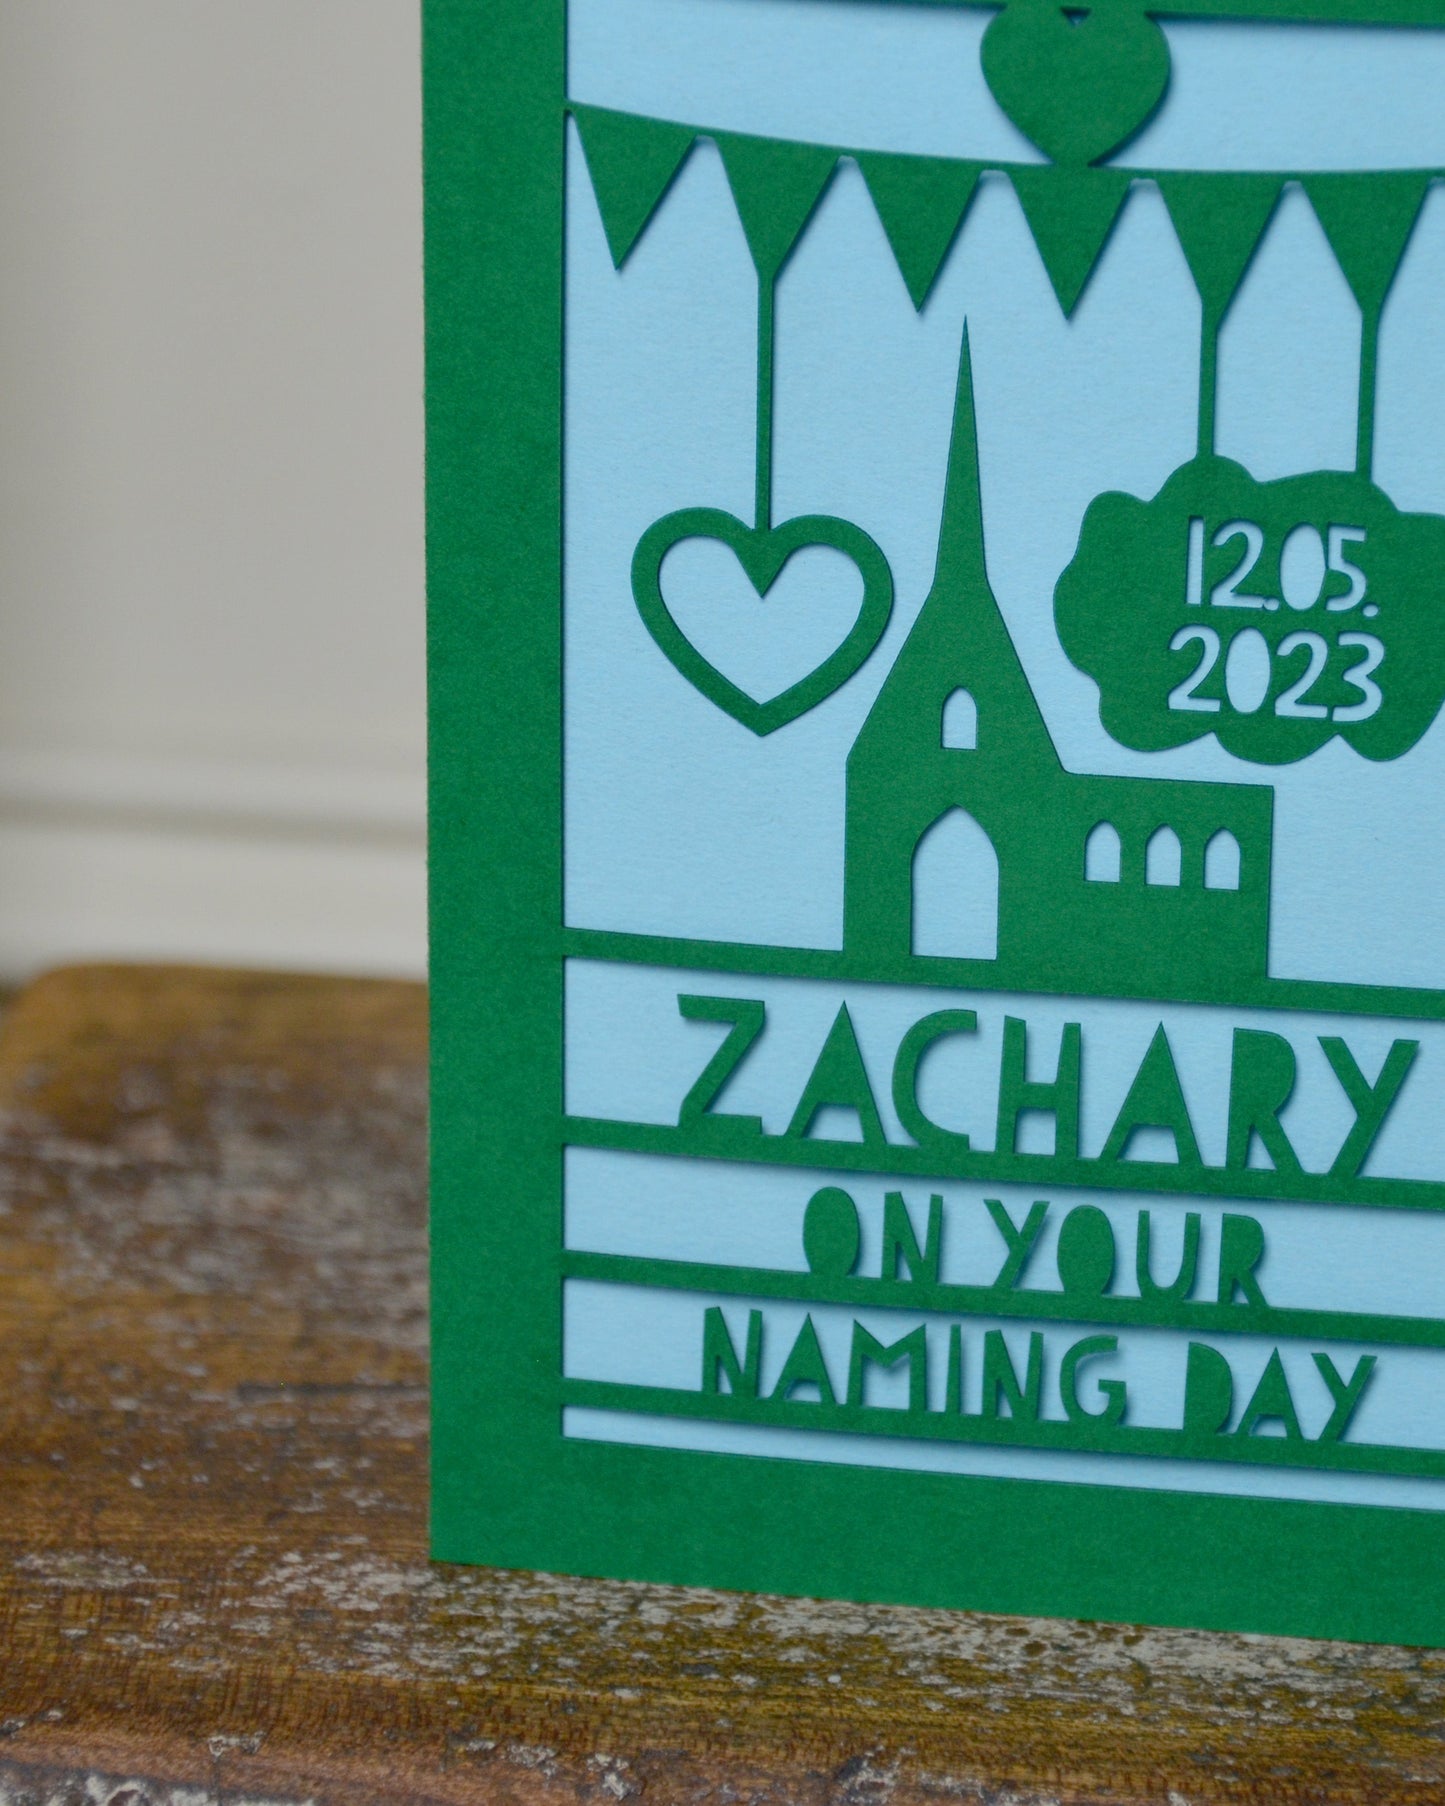 12.05.
2023
ZACHARY
ON YOUR
NAMING DAY